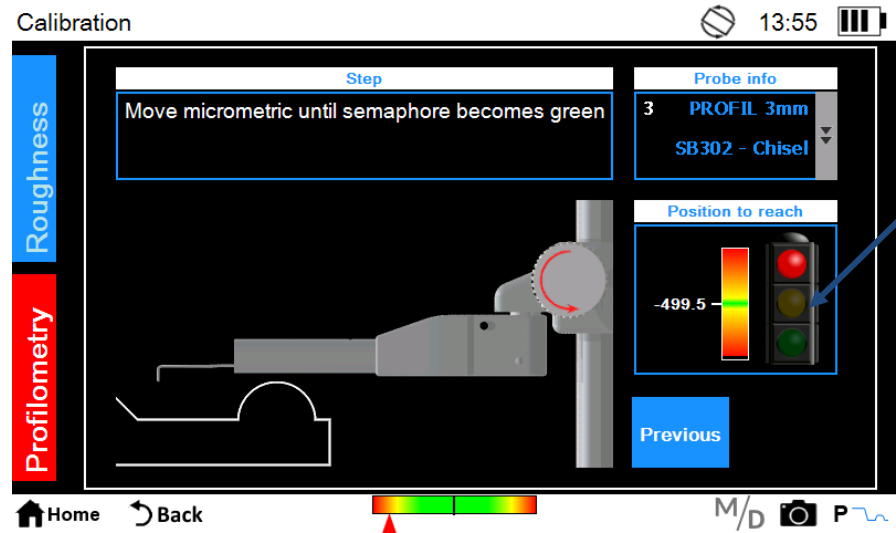 Calibration
13:55
Roughness
Profilometry
Step
Move micrometric until semaphore becomes green
Probe info
3 PROFIL 3mm
SB302 - Chisel
Position to reach
-499.5
Previous
Home
Back
M/D
P